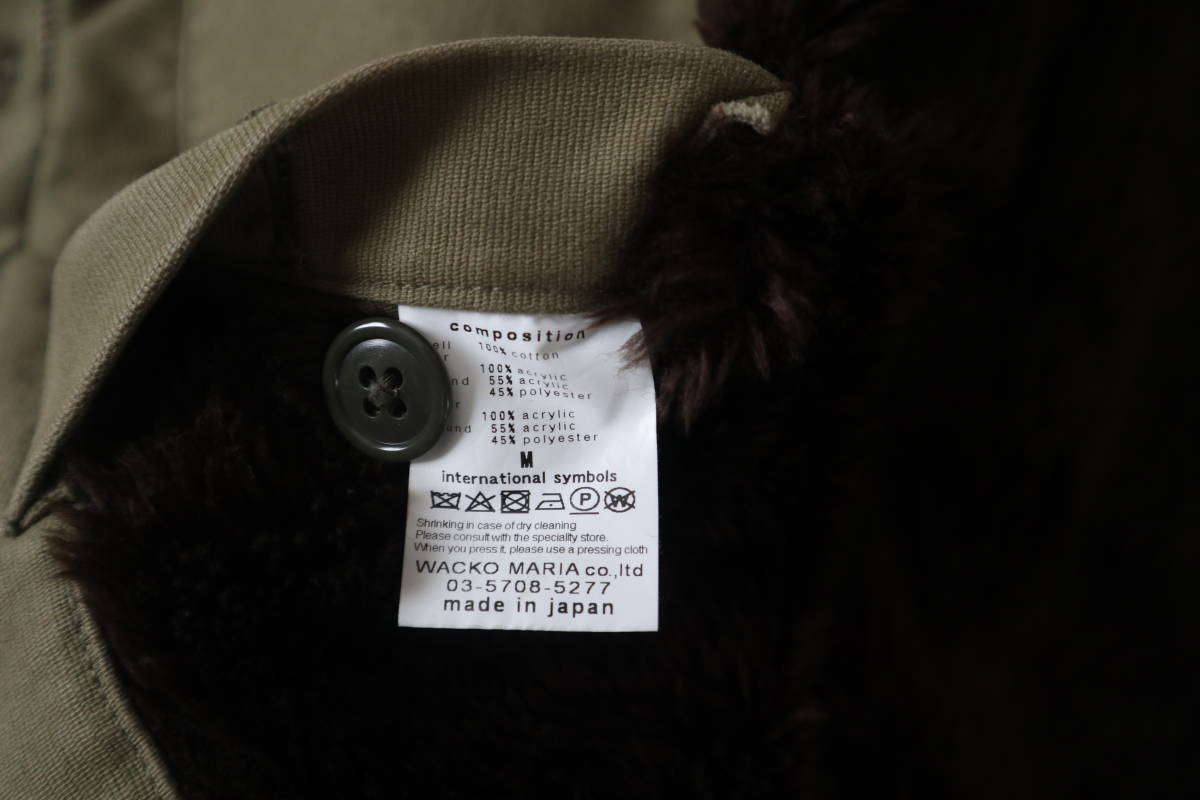 composition
100% cotton
100% acrylic
55% acrylic
45% polyester
100% acrylic
55% acrylic
45% polyester
M
international symbols
P W
Shrinking in case of dry cleaning
Please consult with the speciality store.
When you press it, please use a pressing cloth
WACKO MARIA co.,ltd
03-5708-5277
made in japan